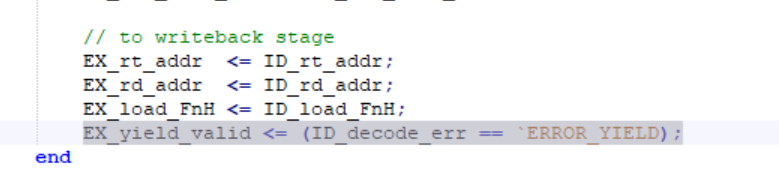 // to writeback stage
EX_rt_addr <= ID_rt_addr;
EX_rd_addr <= ID_rd_addr;
EX_load_FnH <= ID_load_FnH;
EX_yield_valid <= (ID_decode_err == `ERROR_YIELD);
end